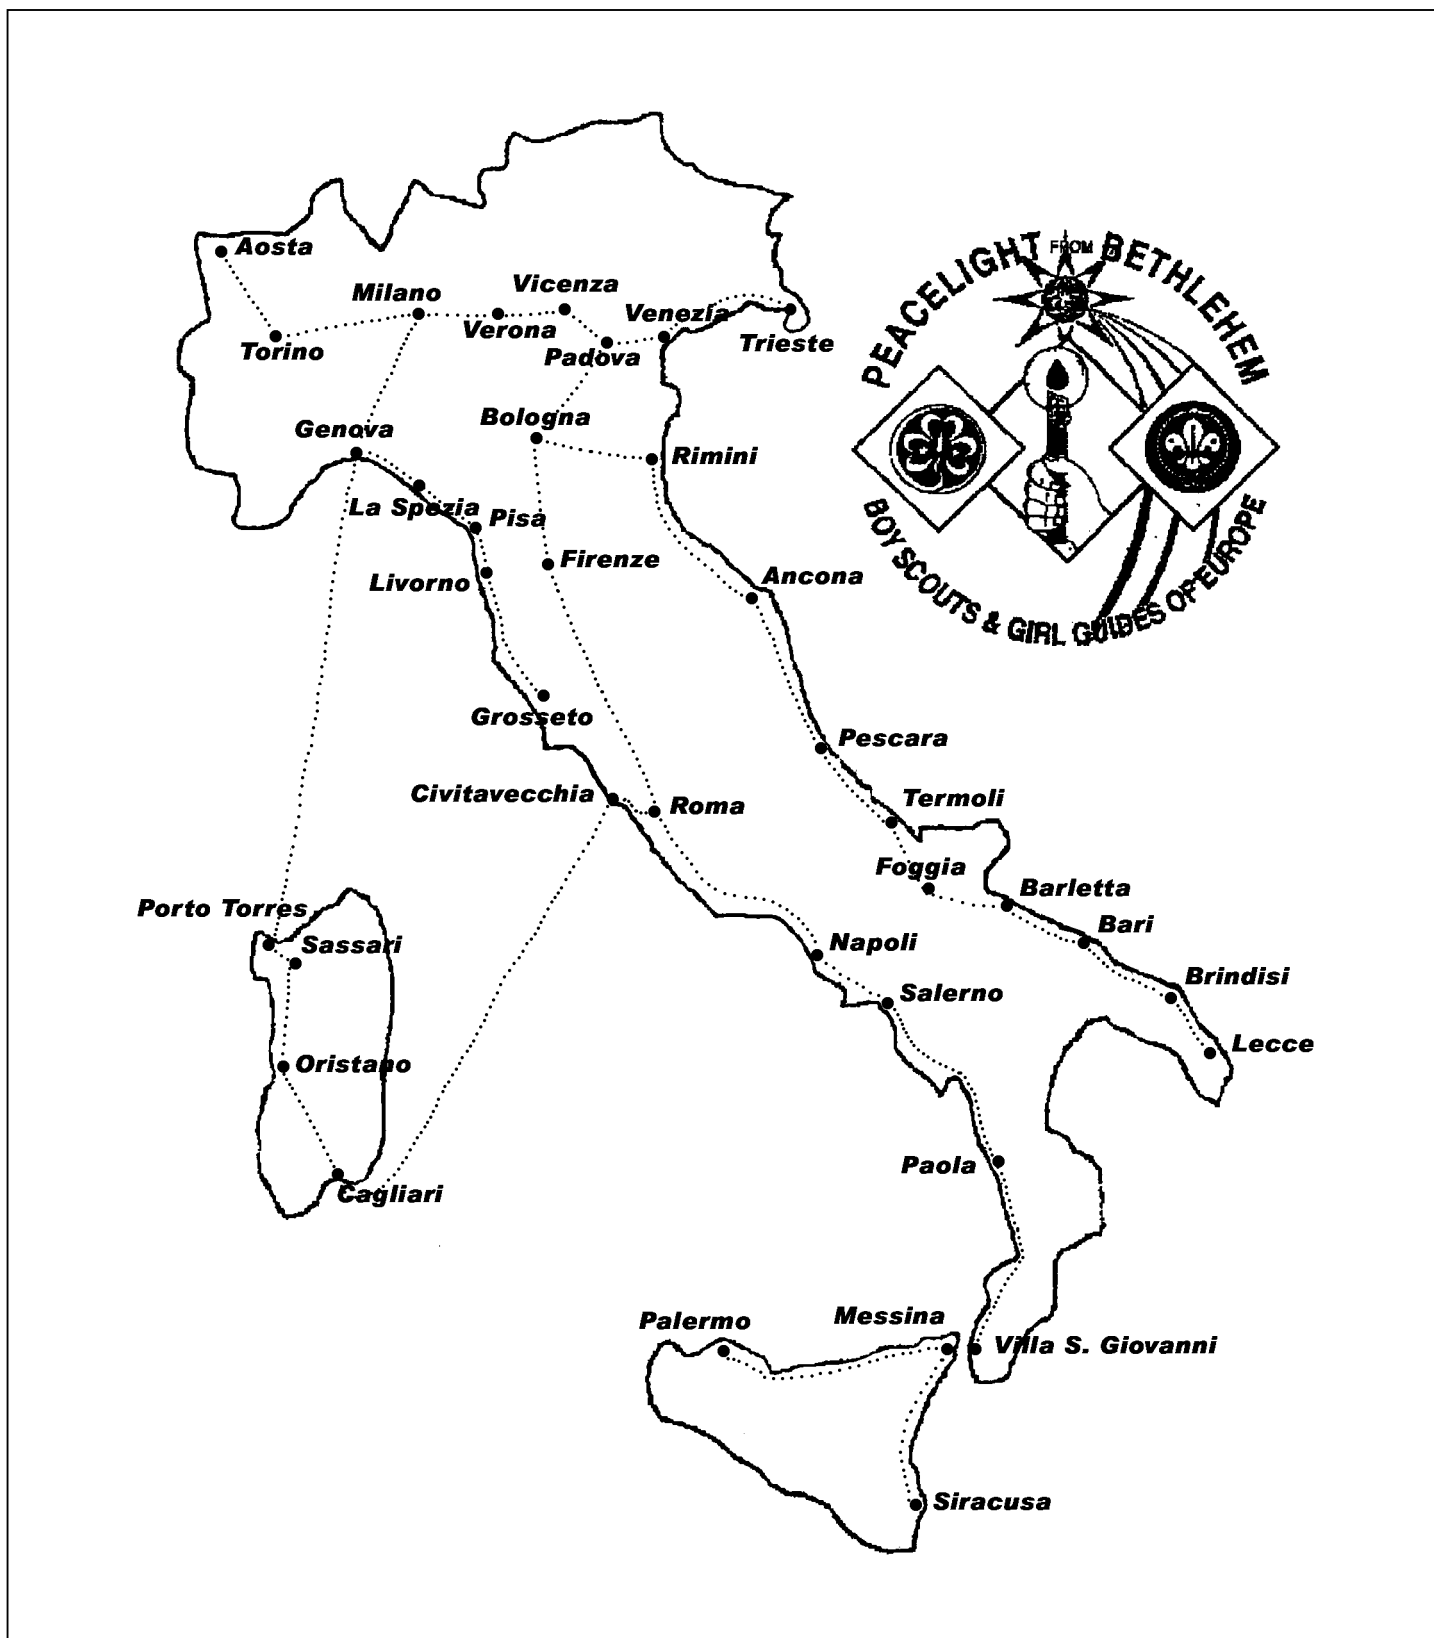 PEACELIGHT FROM BETHLEHEM
BOY SCOUTS & GIRL GUIDES OF EUROPE
Aosta
Milano
Vicenza
Verona
Venezia
Torino
Padova
Trieste
Genova
Bologna
Rimini
La Spezia
Pisa
Livorno
Firenze
Ancona
Grosseto
Pescara
Civitavecchia
Roma
Termoli
Foggia
Barletta
Porto Torres
Sassari
Bari
Napoli
Brindisi
Salerno
Lecce
Oristano
Paola
Cagliari
Palermo
Messina
Villa S. Giovanni
Siracusa